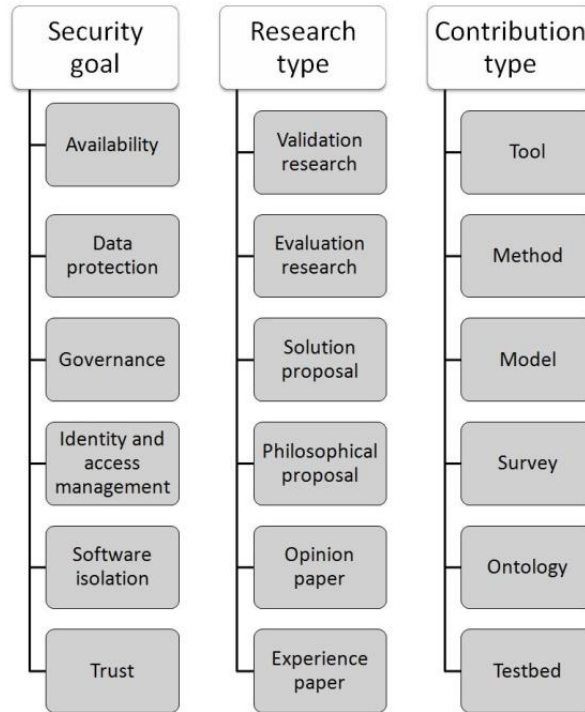 Security
goal
Availability
Data
protection
Governance
Identity and
access
management
Software
isolation
Trust
Research
type
Validation
research
Evaluation
research
Solution
proposal
Philosophical
proposal
Opinion
paper
Experience
paper
Contribution
type
Tool
Method
Model
Survey
Ontology
Testbed